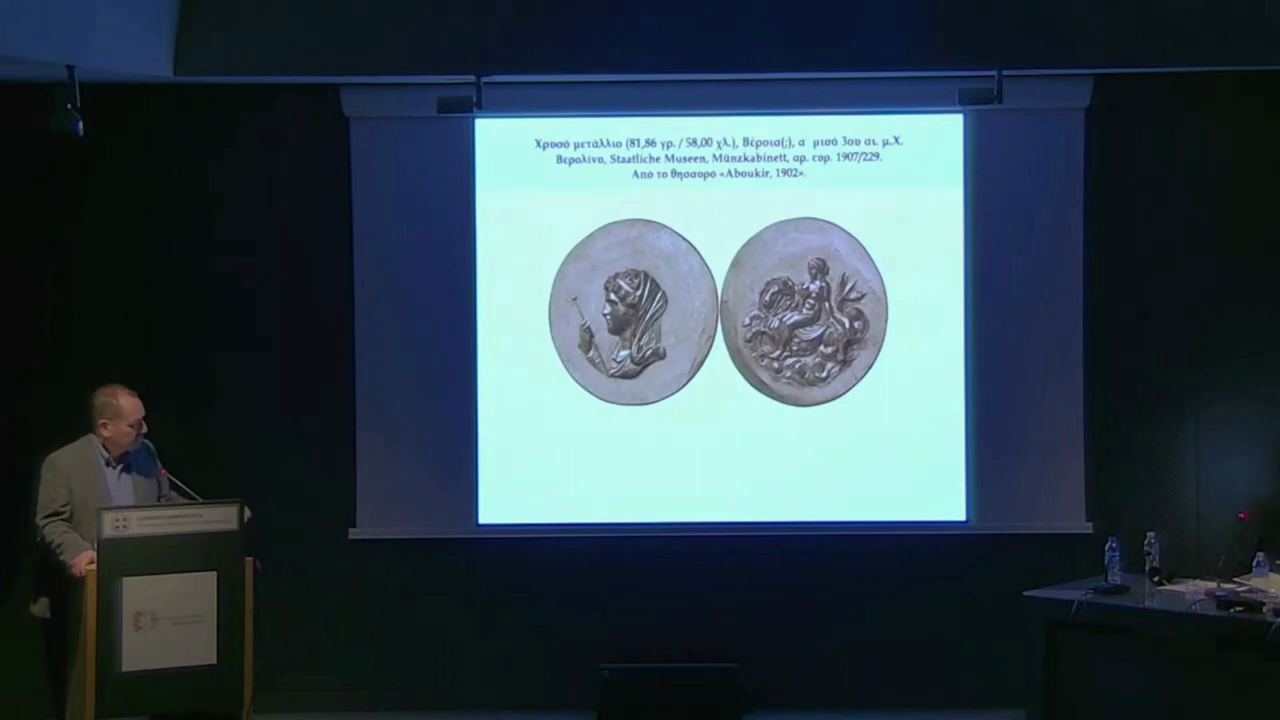 Χρυσό μετάλλιο (81,86 γρ. / 58,00 χλ.), Βέροια(;), α΄ μισό 3ου αι. μ.Χ.
Βερολίνο, Staatliche Museen, Münzkabinett, αρ. ευρ. 1907/229.
Από το θησαυρό «Aboukir, 1902».